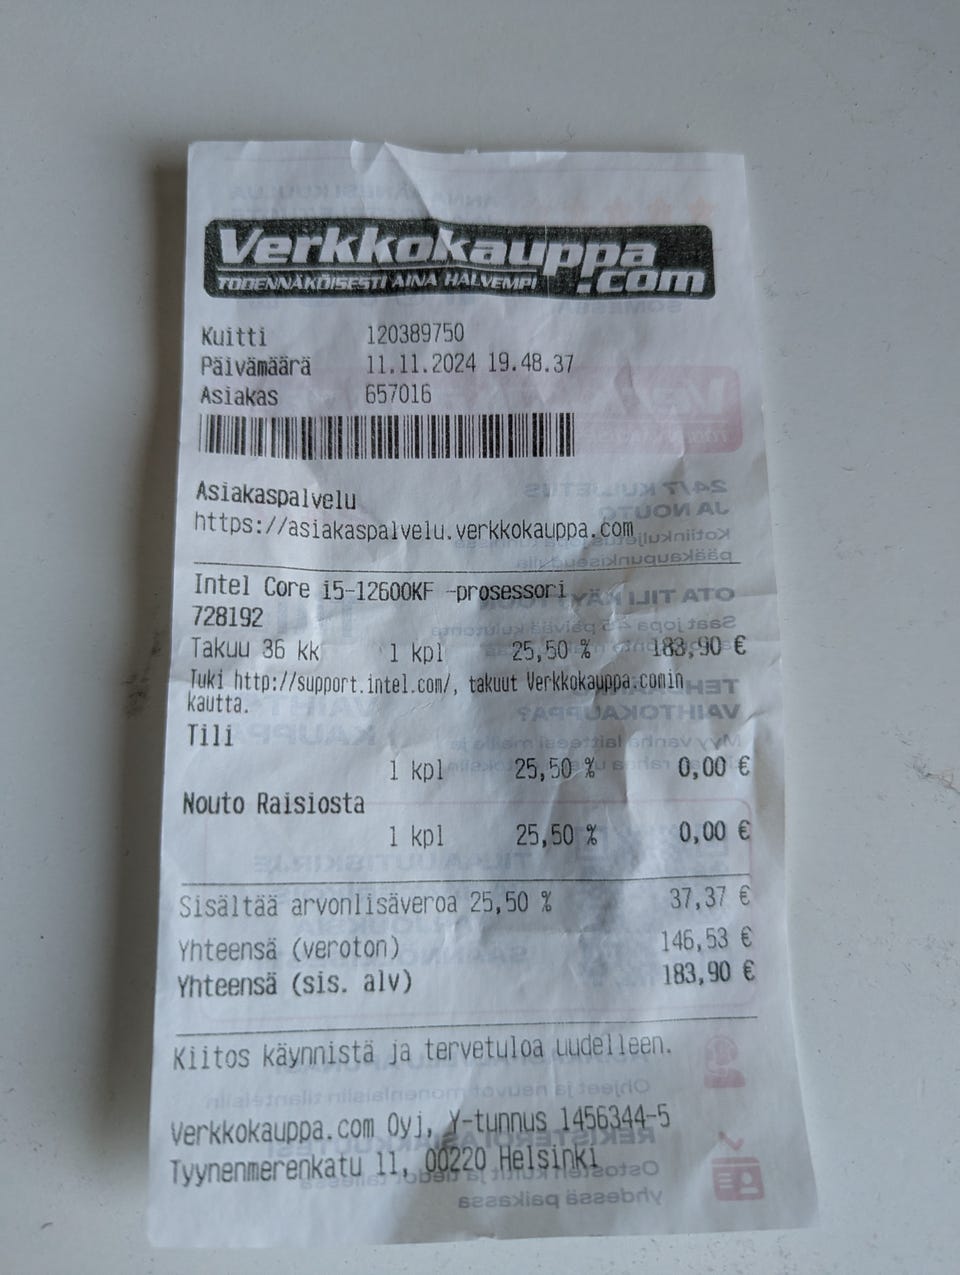 Verkkokauppa
.com
TODENNÄKÖISESTI AINA HALVEMPI
Kuitti 120389750
Päivämäärä 11.11.2024 19.48.37
Asiakas 657016
Asiakaspalvelu
https://asiakaspalvelu.verkkokauppa.com
Intel Core i5-12600KF -prosessori
728192
Takuu 36 kk 1 kpl 25,50 % 183,90 €
Tuki http://support.intel.com/, takuut Verkkokauppa.comin
kautta.
Tili
1 kpl 25,50 % 0,00 €
Nouto Raisiosta
1 kpl 25,50 % 0,00 €
Sisältää arvonlisäveroa 25,50 % 37,37 €
Yhteensä (veroton) 146,53 €
Yhteensä (sis. alv) 183,90 €
Kiitos käynnistä ja tervetuloa uudelleen.
Verkkokauppa.com Oyj, Y-tunnus 1456344-5
Tyynenmerenkatu 11, 00220 Helsinki